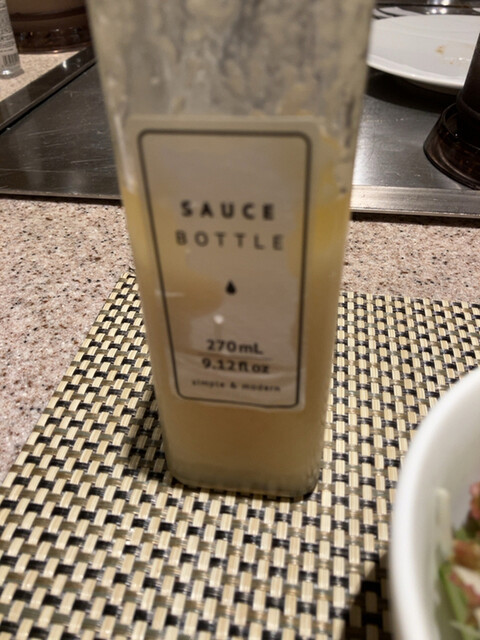 SAUCE
BOTTLE
270mL
9.12fl oz
simple & modern